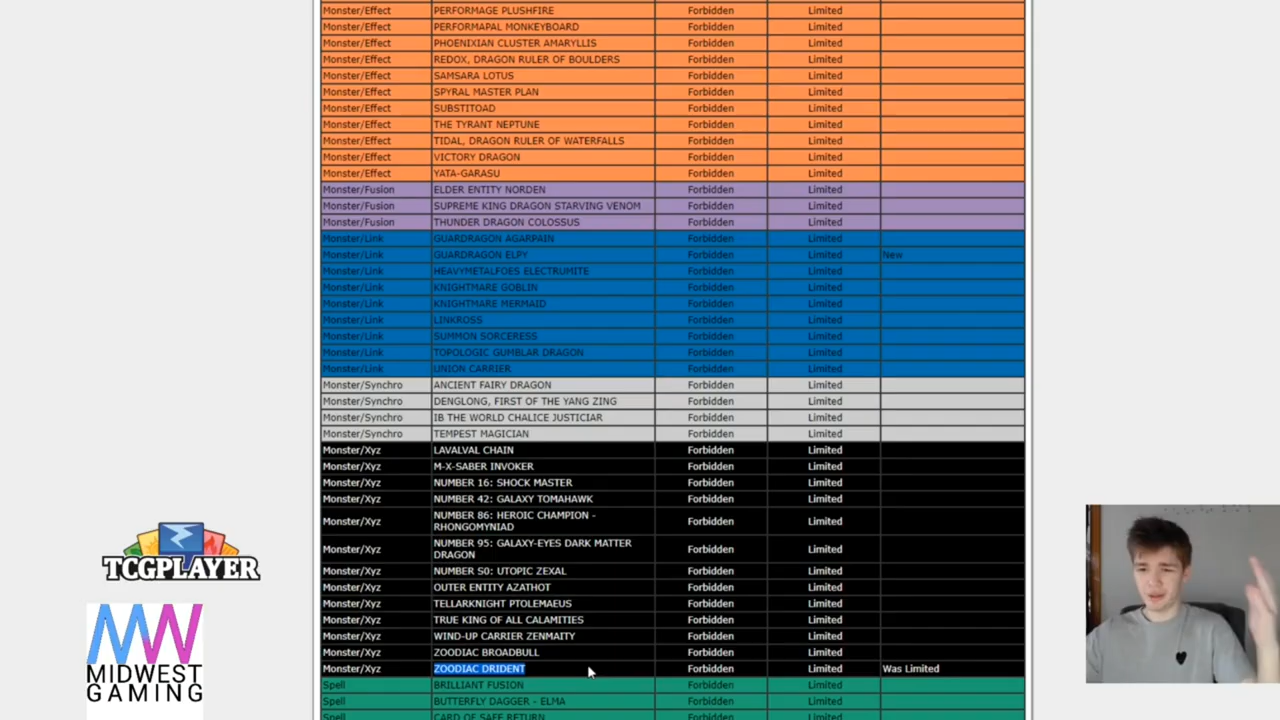 Monster/Effect PERFORMAGE PLUSHFIRE Forbidden Limited
Monster/Effect PERFORMAPAL MONKEYBOARD Forbidden Limited
Monster/Effect PHOENIXIAN CLUSTER AMARYLLIS Forbidden Limited
Monster/Effect REDOX, DRAGON RULER OF BOULDERS Forbidden Limited
Monster/Effect SAMSARA LOTUS Forbidden Limited
Monster/Effect SPYRAL MASTER PLAN Forbidden Limited
Monster/Effect SUBSTITOAD Forbidden Limited
Monster/Effect THE TYRANT NEPTUNE Forbidden Limited
Monster/Effect TIDAL, DRAGON RULER OF WATERFALLS Forbidden Limited
Monster/Effect VICTORY DRAGON Forbidden Limited
Monster/Effect YATA-GARASU Forbidden Limited
Monster/Fusion ELDER ENTITY NORDEN Forbidden Limited
Monster/Fusion SUPREME KING DRAGON STARVING VENOM Forbidden Limited
Monster/Fusion THUNDER DRAGON COLOSSUS Forbidden Limited
Monster/Link GUARDRAGON AGARPAIN Forbidden Limited
Monster/Link GUARDRAGON ELPY Forbidden Limited New
Monster/Link HEAVYMETALFOES ELECTRUMITE Forbidden Limited
Monster/Link KNIGHTMARE GOBLIN Forbidden Limited
Monster/Link KNIGHTMARE MERMAID Forbidden Limited
Monster/Link LINKROSS Forbidden Limited
Monster/Link SUMMON SORCERESS Forbidden Limited
Monster/Link TOPOLOGIC GUMBLAR DRAGON Forbidden Limited
Monster/Link UNION CARRIER Forbidden Limited
Monster/Synchro ANCIENT FAIRY DRAGON Forbidden Limited
Monster/Synchro DENGLONG, FIRST OF THE YANG ZING Forbidden Limited
Monster/Synchro IB THE WORLD CHALICE JUSTICIAR Forbidden Limited
Monster/Synchro TEMPEST MAGICIAN Forbidden Limited
Monster/Xyz LAVALVAL CHAIN Forbidden Limited
Monster/Xyz M-X-SABER INVOKER Forbidden Limited
Monster/Xyz NUMBER 16: SHOCK MASTER Forbidden Limited
Monster/Xyz NUMBER 42: GALAXY TOMAHAWK Forbidden Limited
Monster/Xyz NUMBER 86: HEROIC CHAMPION - Forbidden Limited
RHONGOMYNIAD
Monster/Xyz NUMBER 95: GALAXY-EYES DARK MATTER Forbidden Limited
DRAGON
Monster/Xyz NUMBER S0: UTOPIC ZEXAL Forbidden Limited
Monster/Xyz OUTER ENTITY AZATHOT Forbidden Limited
Monster/Xyz TELLARKNIGHT PTOLEMAEUS Forbidden Limited
Monster/Xyz TRUE KING OF ALL CALAMITIES Forbidden Limited
Monster/Xyz WIND-UP CARRIER ZENMAITY Forbidden Limited
Monster/Xyz ZOODIAC BROADBULL Forbidden Limited
Monster/Xyz ZOODIAC DRIDENT Forbidden Limited Was Limited
Spell BRILLIANT FUSION Forbidden Limited
Spell BUTTERFLY DAGGER - ELMA Forbidden Limited
Spell CARD OF SAFE RETURN Forbidden Limited
TCGPLAYER
MW
MIDWEST
GAMING